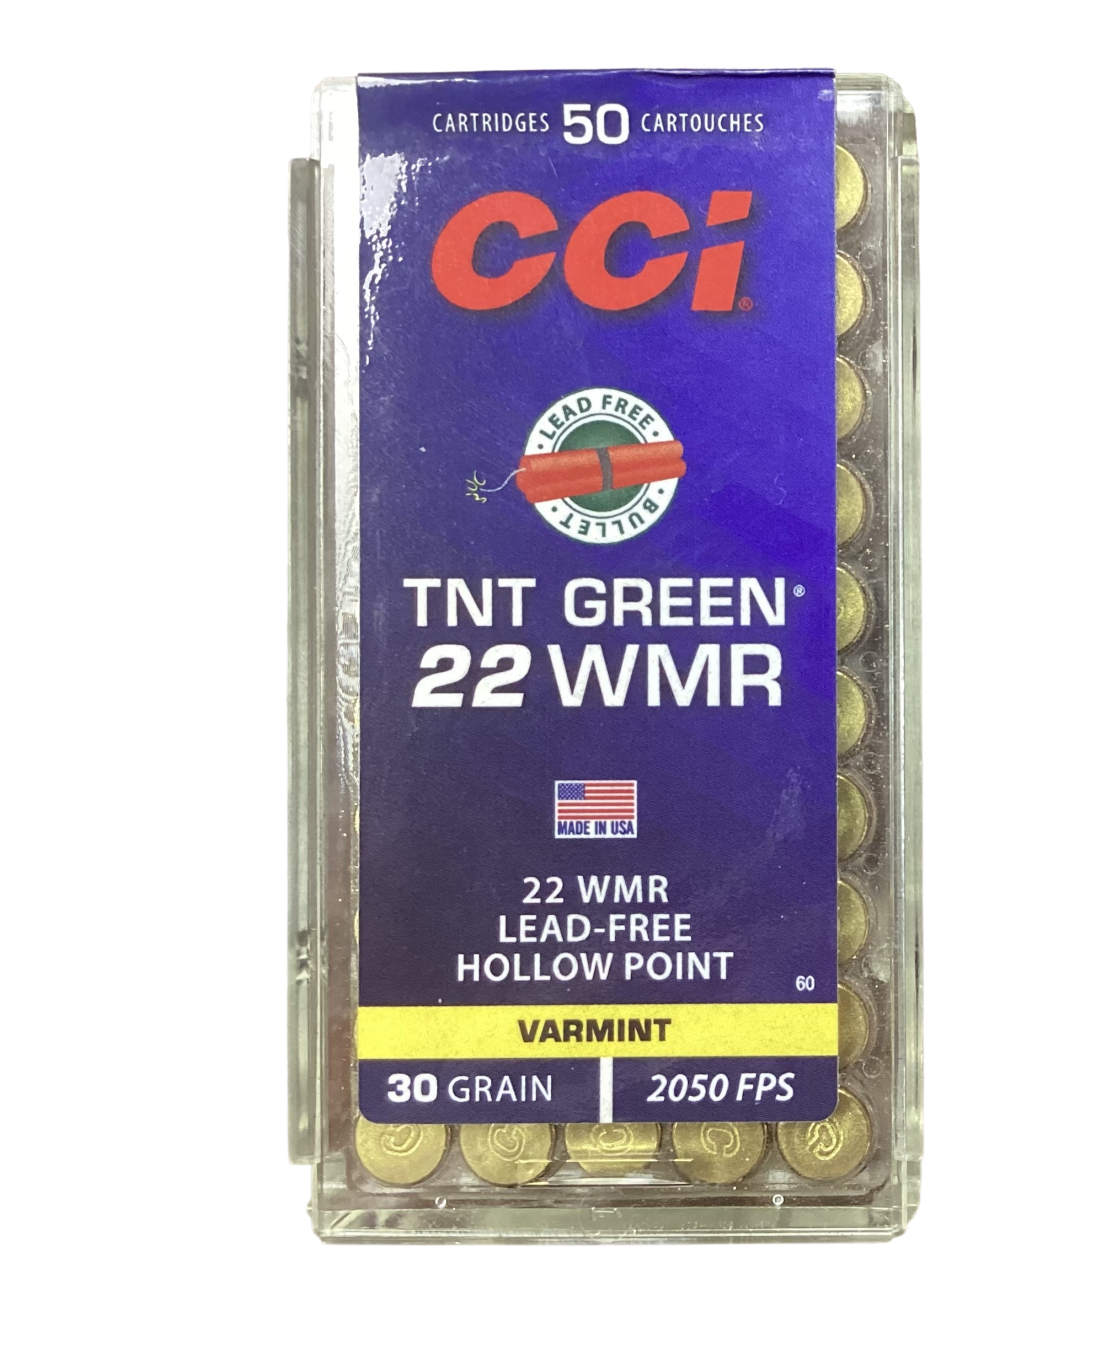 CARTRIDGES 50 CARTOUCHES
CCi®
LEAD FREE
BULLET
TNT GREEN®
22 WMR
MADE IN USA
22 WMR
LEAD-FREE
HOLLOW POINT
60
VARMINT
30 GRAIN
2050 FPS
C C C C C